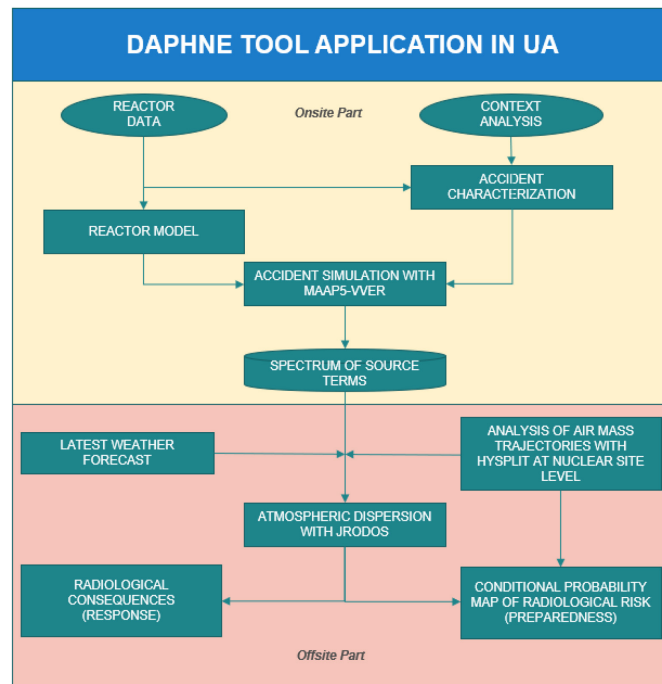 DAPHNE TOOL APPLICATION IN UA
REACTOR
DATA
Onsite Part
CONTEXT
ANALYSIS
ACCIDENT
CHARACTERIZATION
REACTOR MODEL
ACCIDENT SIMULATION WITH
MAAP5-VVER
SPECTRUM OF SOURCE
TERMS
LATEST WEATHER
FORECAST
ANALYSIS OF AIR MASS
TRAJECTORIES WITH
HYSPLIT AT NUCLEAR SITE
LEVEL
ATMOSPHERIC DISPERSION
WITH JRODOS
RADIOLOGICAL
CONSEQUENCES
(RESPONSE)
CONDITIONAL PROBABILITY
MAP OF RADIOLOGICAL RISK
(PREPAREDNESS)
Offsite Part